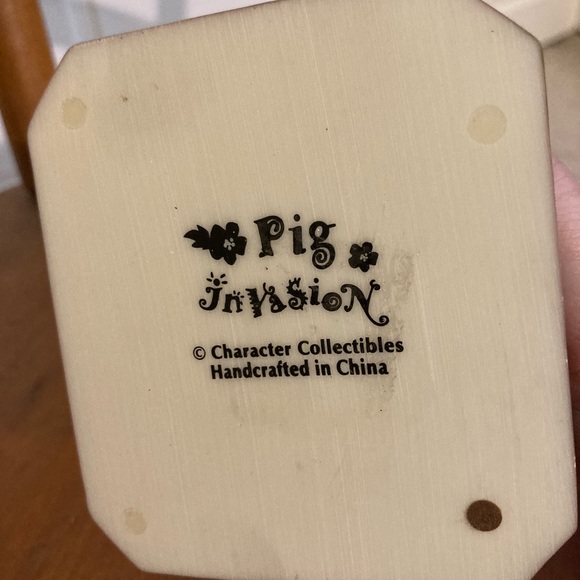 Pig
invasion
© Character Collectibles
Handcrafted in China